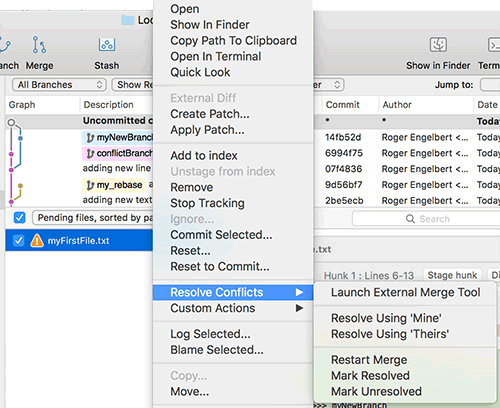 Loc
Open
Show In Finder
Copy Path To Clipboard
Open In Terminal
Quick Look
External Diff
Create Patch...
Apply Patch...
Add to index
Unstage from index
Remove
Stop Tracking
Ignore...
Commit Selected...
Reset...
Reset to Commit...
Resolve Conflicts
Custom Actions
Log Selected...
Blame Selected...
Copy...
Move...
Launch External Merge Tool
Resolve Using 'Mine'
Resolve Using 'Theirs'
Restart Merge
Mark Resolved
Mark Unresolved
anch Merge Stash Show in Finder Term
All Branches Show Re Jump to:
Graph Description Commit Author Date
Uncommitted c * * Today
myNewBranch 14fb52d Roger Engelbert <... Today
conflictBranch 6994f75 Roger Engelbert <... Today
adding new line 07f4836 Roger Engelbert <... Today
my_rebase a 9d56bf7 Roger Engelbert <... Today
adding new text 2be5ecb Roger Engelbert <... Today
Pending files, sorted by pa Search
myFirstFile.txt .txt
Hunk 1 : Lines 6-13 Stage hunk Di
>>> myNewBranch